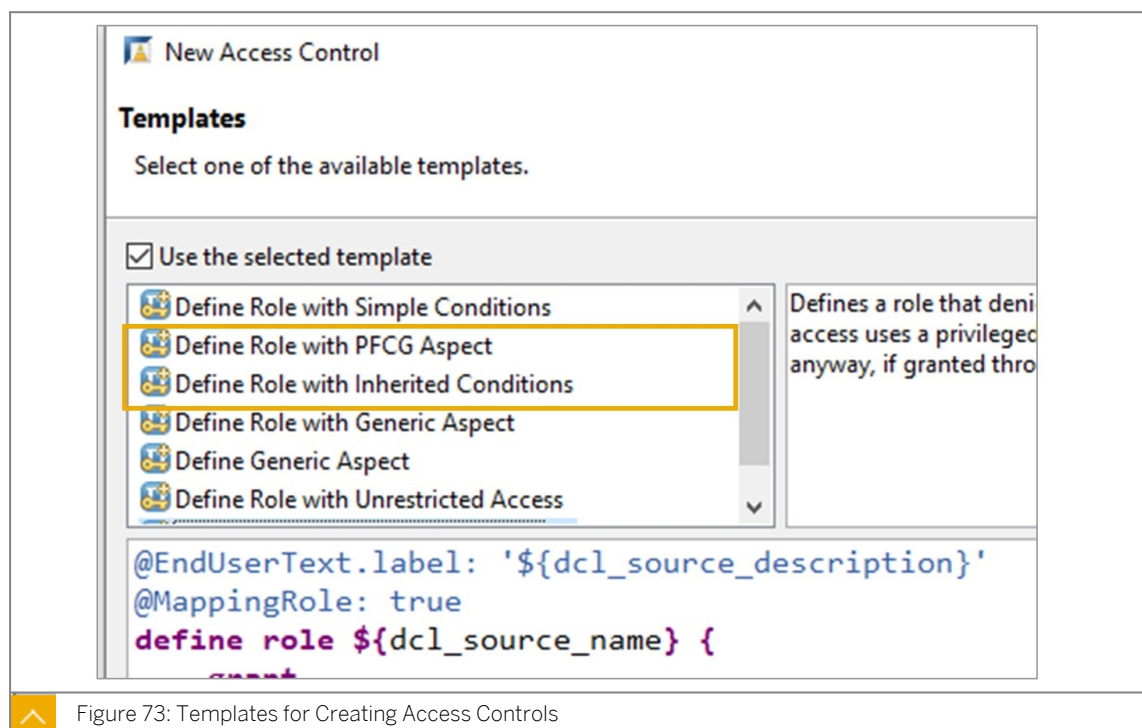 New Access Control
Templates
Select one of the available templates.
Use the selected template
Define Role with Simple Conditions
Define Role with PFCG Aspect
Define Role with Inherited Conditions
Define Role with Generic Aspect
Define Generic Aspect
Define Role with Unrestricted Access
Defines a role that deni
access uses a privileged
anyway, if granted thro
@EndUserText.label: '${dcl_source_description}'
@MappingRole: true
define role ${dcl_source_name} {
grant
Figure 73: Templates for Creating Access Controls